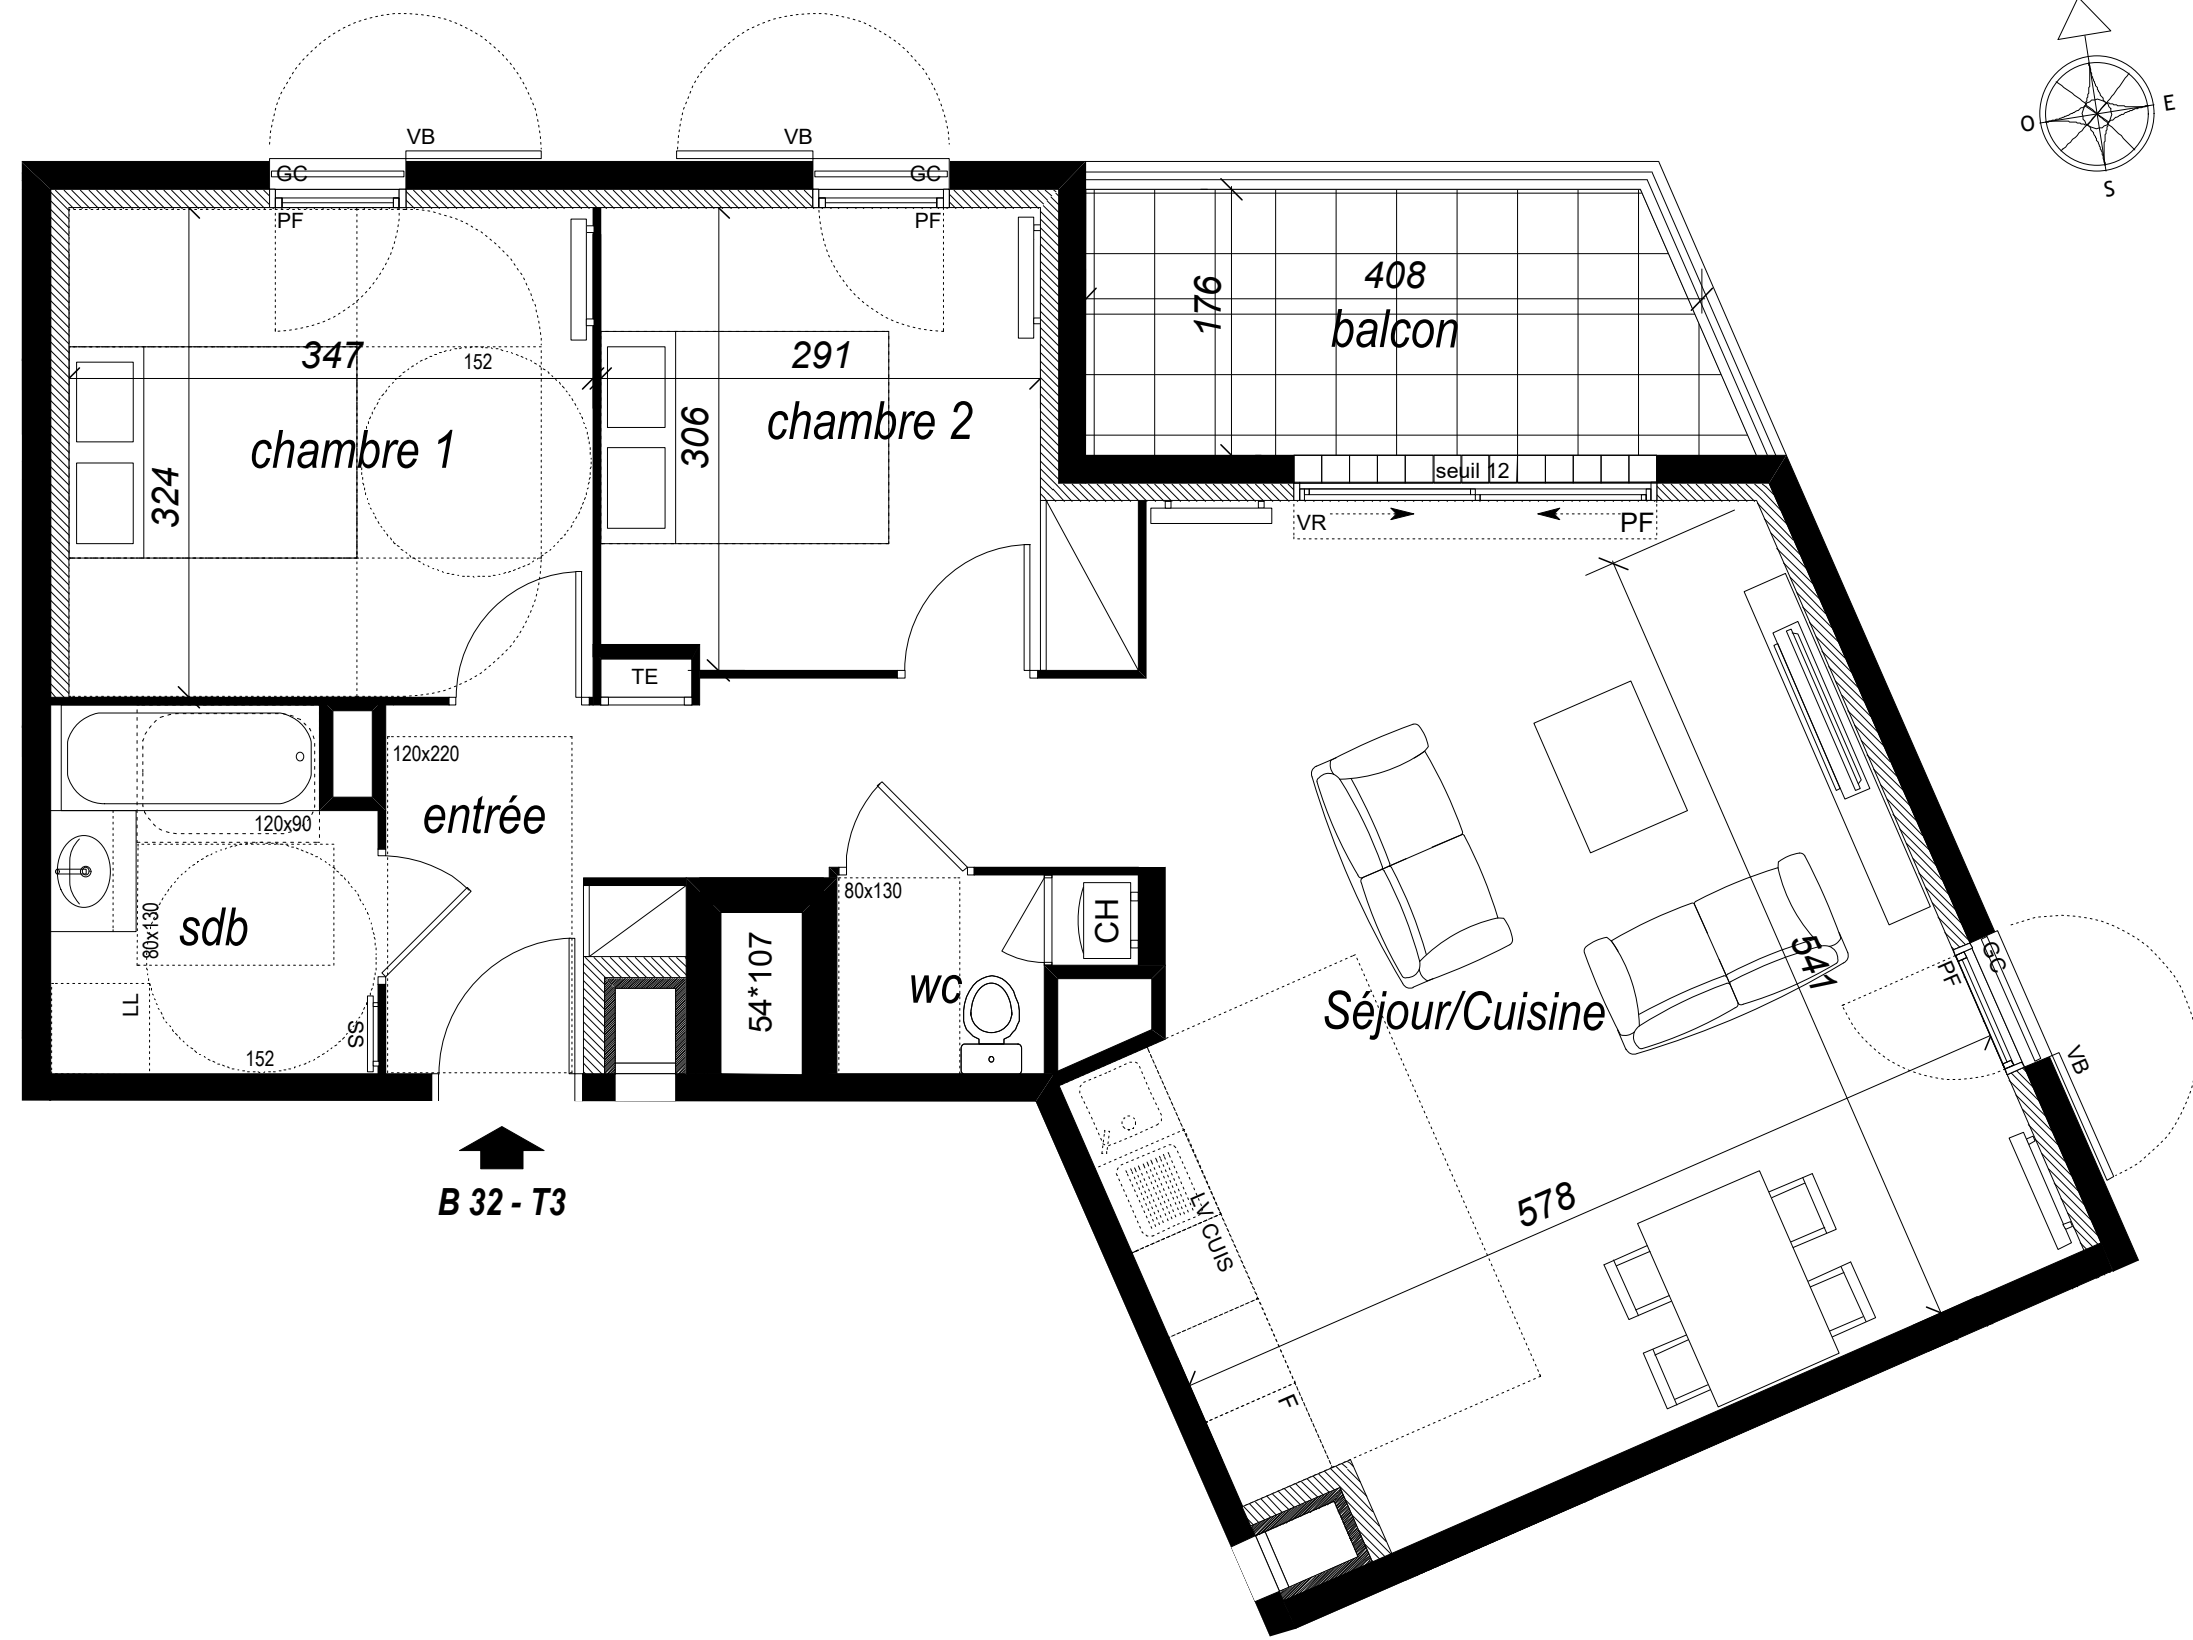 VB
VB
GC
GC
PF
PF
E
O
S
347
152
291
408
176
balcon
chambre 1
324
306
chambre 2
seuil 12
VR
PF
TE
120x220
entrée
120x90
80x130
sdb
LL
152
SS
54*107
80x130
wc
CH
Séjour/Cuisine
541
GC
PF
VB
B 32 - T3
578
LV CUIS
F